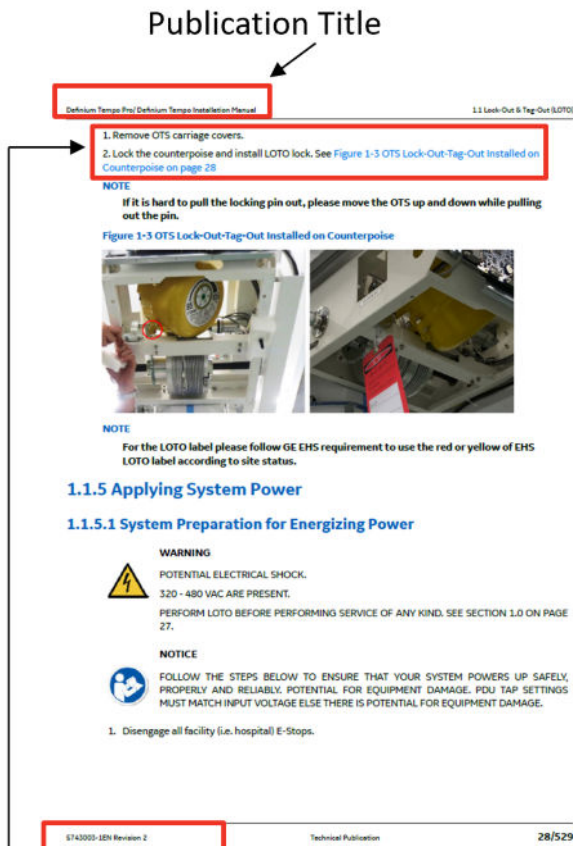 Publication Title
Definium Tempo Pro/ Definium Tempo Installation Manual
1.1 Lock-Out & Tag-Out (LOTO)
1. Remove OTS carriage covers.
2. Lock the counterpoise and install LOTO lock. See Figure 1-3 OTS Lock-Out-Tag-Out Installed on
Counterpoise on page 28
NOTE
If it is hard to pull the locking pin out, please move the OTS up and down while pulling
out the pin.
Figure 1-3 OTS Lock-Out-Tag-Out Installed on Counterpoise
NOTE
For the LOTO label please follow GE EHS requirement to use the red or yellow of EHS
LOTO label according to site status.
1.1.5 Applying System Power
1.1.5.1 System Preparation for Energizing Power
WARNING
POTENTIAL ELECTRICAL SHOCK.
320 - 480 VAC ARE PRESENT.
PERFORM LOTO BEFORE PERFORMING SERVICE OF ANY KIND. SEE SECTION 1.0 ON PAGE
27.
NOTICE
FOLLOW THE STEPS BELOW TO ENSURE THAT YOUR SYSTEM POWERS UP SAFELY,
PROPERLY AND RELIABLY. POTENTIAL FOR EQUIPMENT DAMAGE. PDU TAP SETTINGS
MUST MATCH INPUT VOLTAGE ELSE THERE IS POTENTIAL FOR EQUIPMENT DAMAGE.
1. Disengage all facility (i.e. hospital) E-Stops.
Revision 2
Technical Publication
28/529